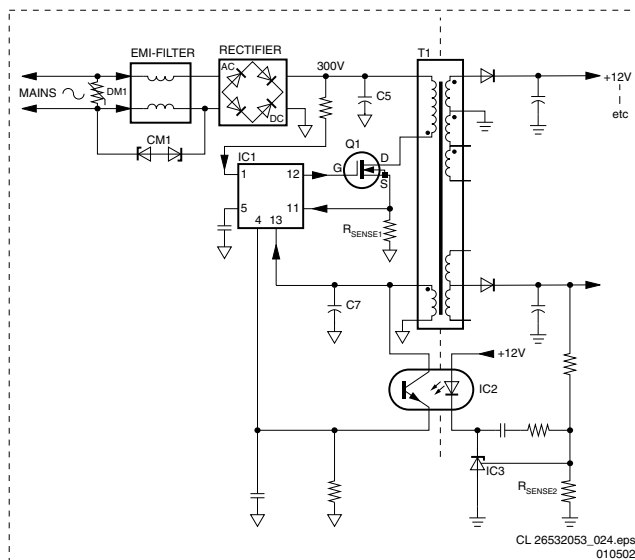 EMI-FILTER
RECTIFIER
T1
300V
AC
DC
MAINS
DM1
C5
+12V
etc
CM1
Q1
D
G
S
IC1
1
12
5
11
4
13
RSENSE1
C7
+12V
IC2
IC3
RSENSE2
CL 26532053_024.eps
010502